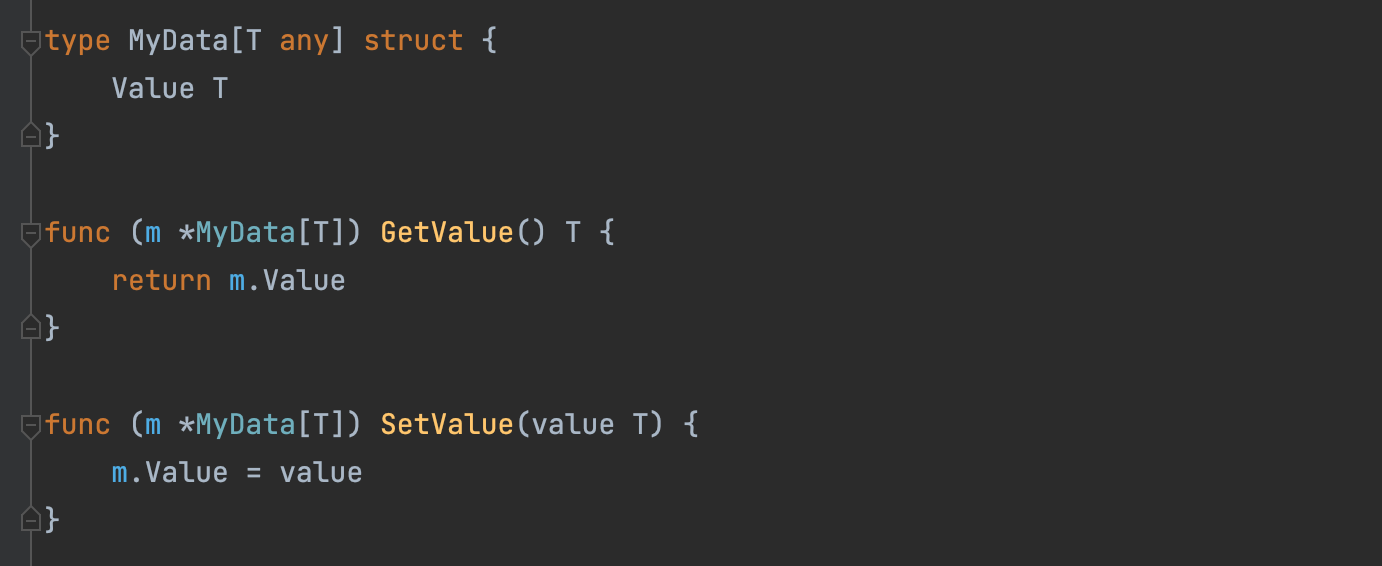 type MyData[T any] struct {
    Value T
}

func (m *MyData[T]) GetValue() T {
    return m.Value
}

func (m *MyData[T]) SetValue(value T) {
    m.Value = value
}